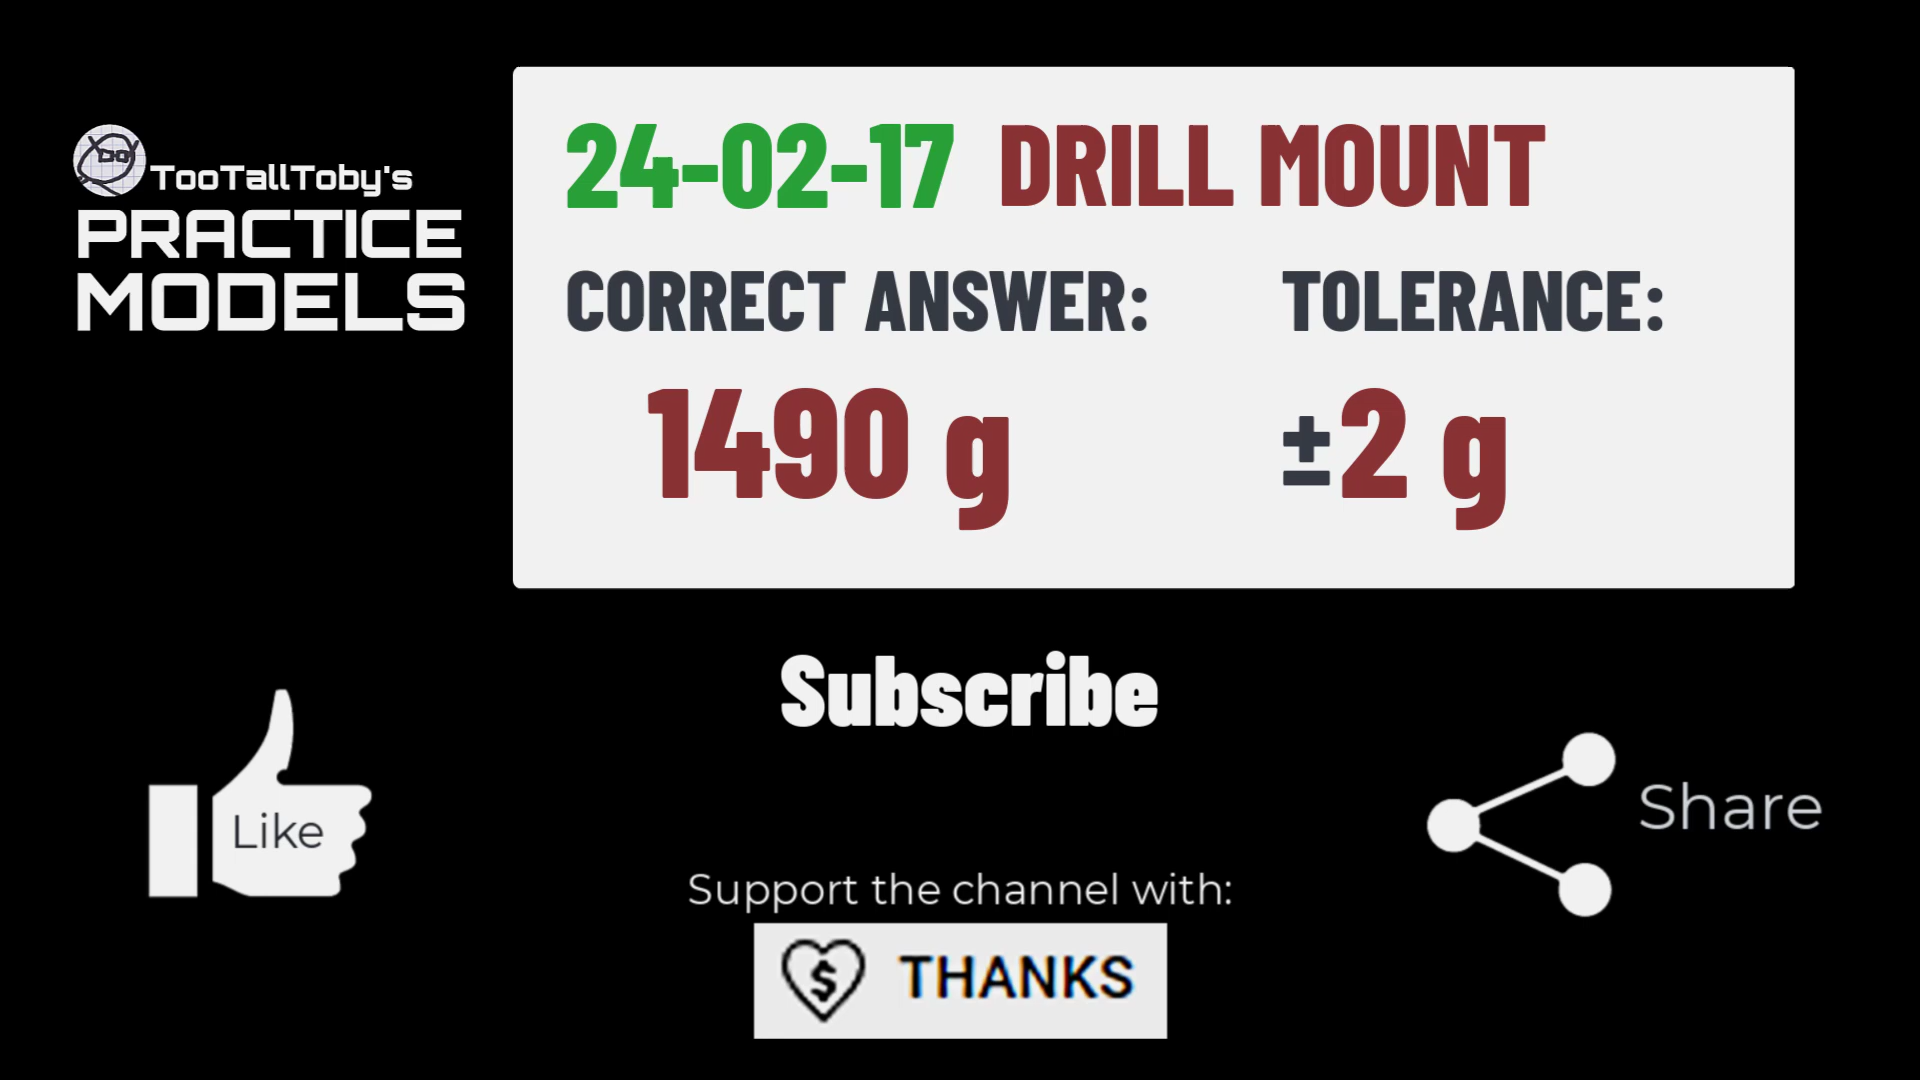 TooTallToby's
PRACTICE
MODELS
24-02-17 DRILL MOUNT
CORRECT ANSWER: TOLERANCE:
1490 g ±2 g
Subscribe
Like
Share
Support the channel with:
$ THANKS